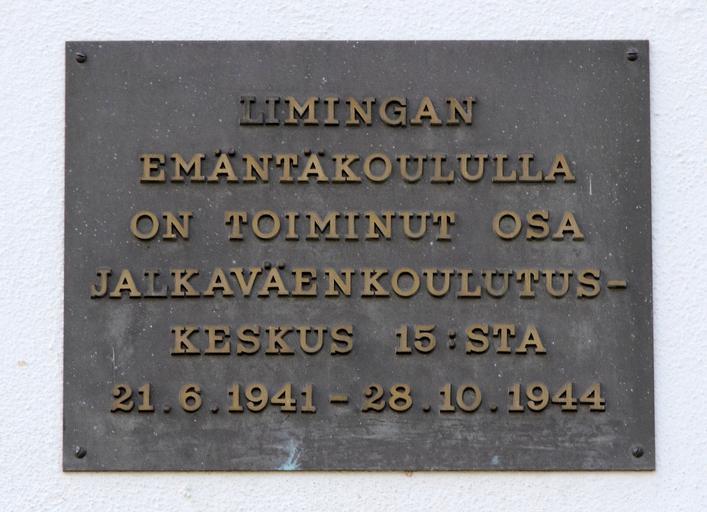 LIMINGAN
EMÄNTÄKOULULLA
ON TOIMINUT OSA
JALKAVÄENKOULUTUS-
KESKUS 15:STA
21.6.1941-28.10.1944